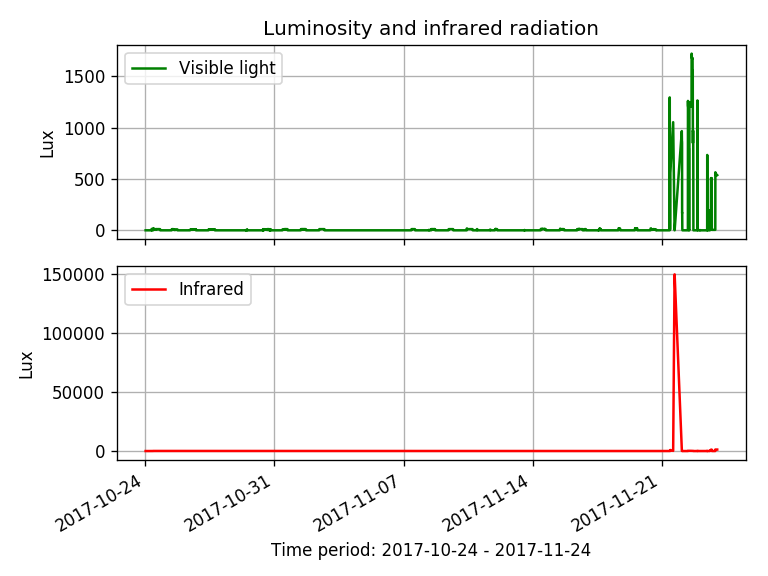 Luminosity and infrared radiation
Visible light
Lux
1500
1000
500
0
Infrared
Lux
150000
100000
50000
0
2017-10-24
2017-10-31
2017-11-07
2017-11-14
2017-11-21
Time period: 2017-10-24 - 2017-11-24